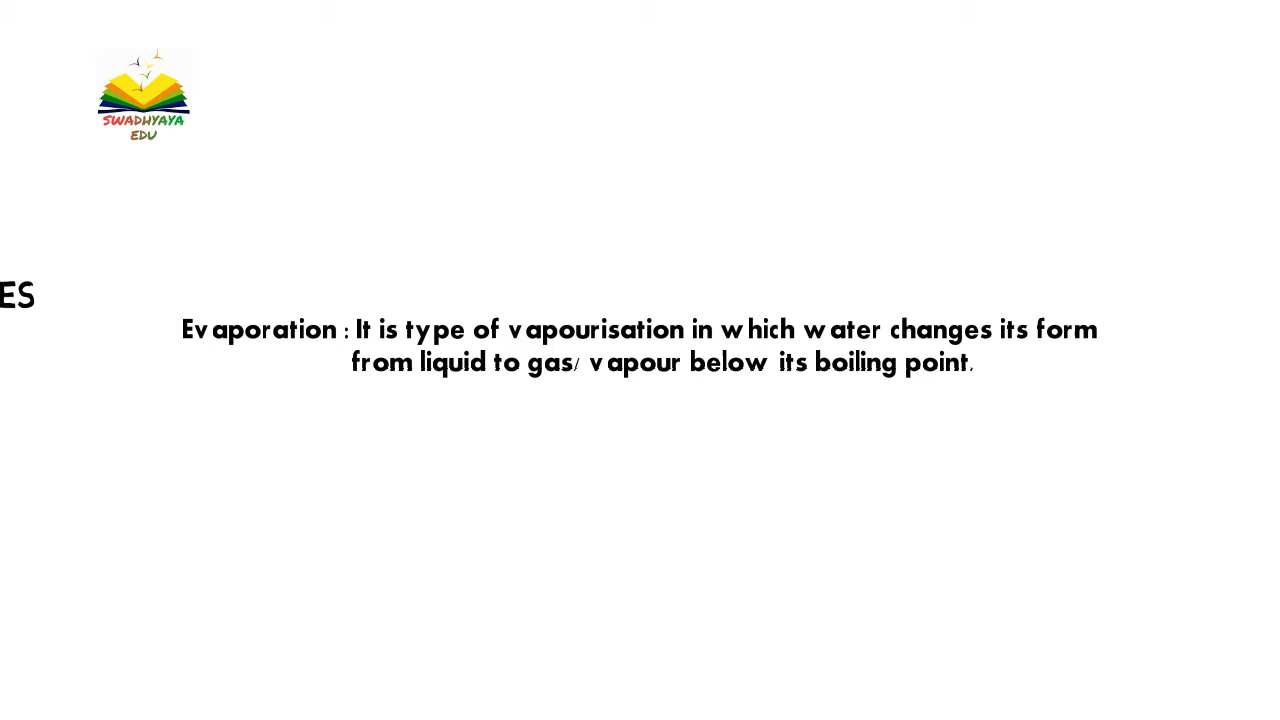 SWADHYAYA
EDU
ES
Evaporation : It is type of vapourisation in which water changes its form
from liquid to gas/ vapour below its boiling point.